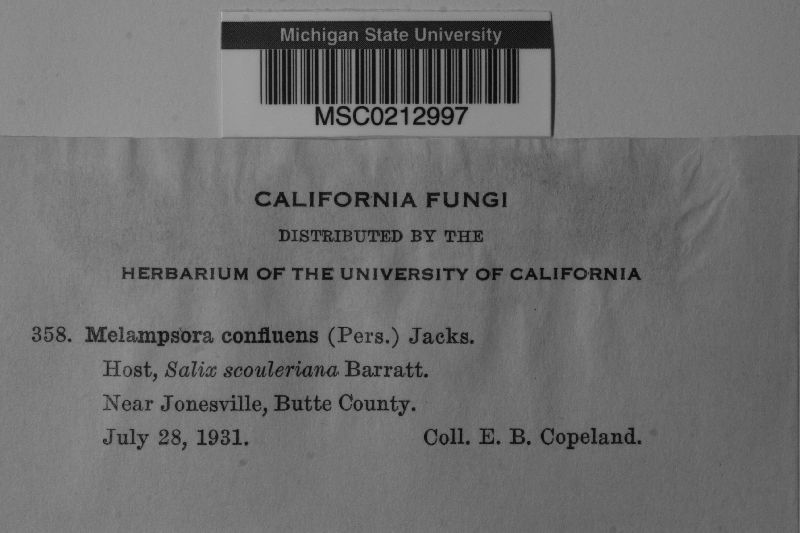 Michigan State University
MSC0212997
CALIFORNIA FUNGI
DISTRIBUTED BY THE
HERBARIUM OF THE UNIVERSITY OF CALIFORNIA
358. Melampsora confluens (Pers.) Jacks.
Host, Salix scouleriana Barratt.
Near Jonesville, Butte County.
July 28, 1931. Coll. E. B. Copeland.